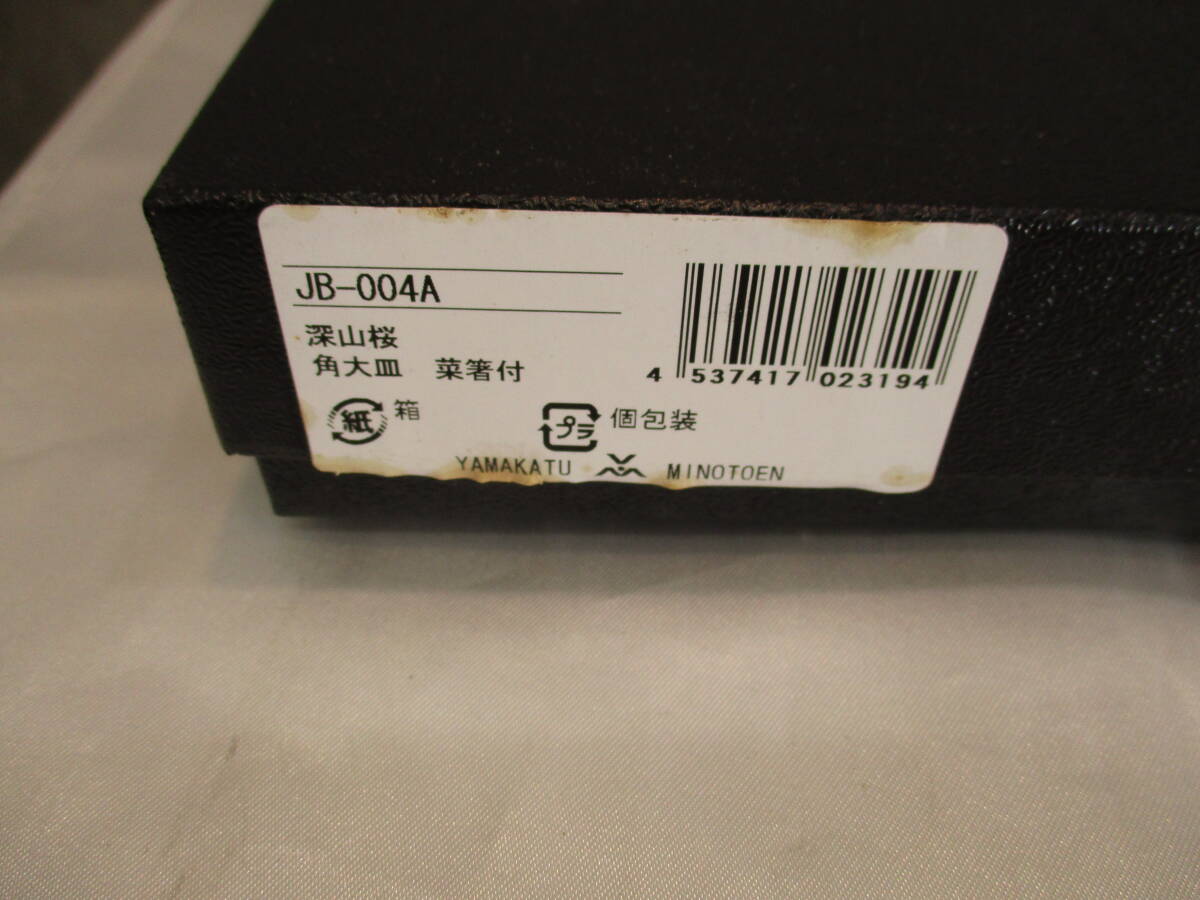 JB-004A
深山桜
角大皿 菜箸付
4 537417 023194
紙 箱
プラ 個包装
YAMAKATU MINOTOEN